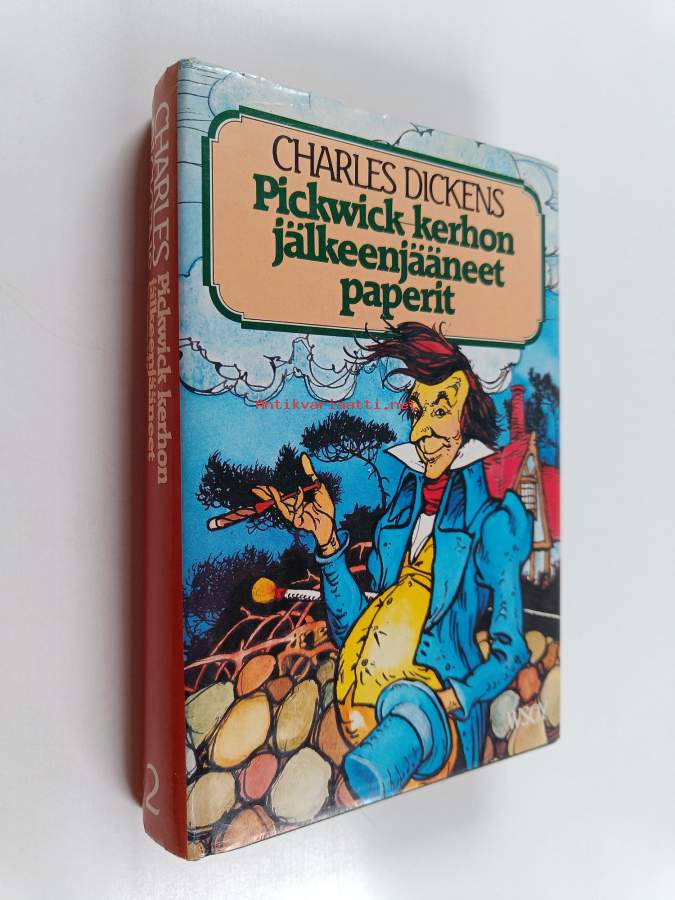 CHARLES DICKENS
Pickwick-kerhon
jälkeenjääneet
paperit
Antikvariaatti.net
WSOY
CHARLES
Pickwick kerhon
jälkeenjääneet
2